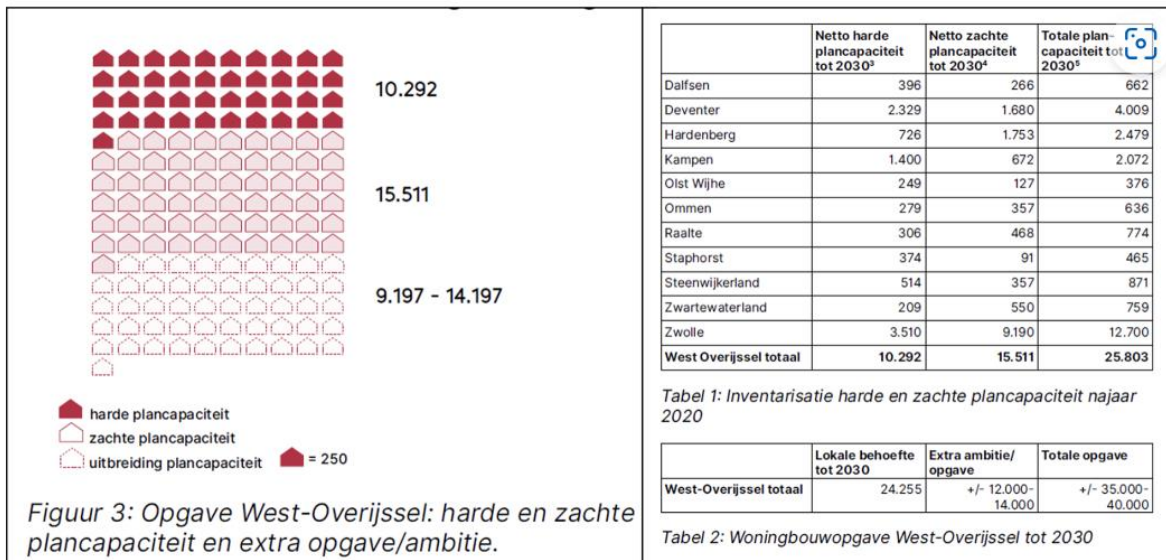 10.292
15.511
9.197 - 14.197
harde plancapaciteit
zachte plancapaciteit
uitbreiding plancapaciteit = 250
Figuur 3: Opgave West-Overijssel: harde en zachte
plancapaciteit en extra opgave/ambitie.
Netto harde plancapaciteit tot 2030³ Netto zachte plancapaciteit tot 2030⁴ Totale plan-capaciteit tot 2030⁵
Dalfsen 396 266 662
Deventer 2.329 1.680 4.009
Hardenberg 726 1.753 2.479
Kampen 1.400 672 2.072
Olst Wijhe 249 127 376
Ommen 279 357 636
Raalte 306 468 774
Staphorst 374 91 465
Steenwijkerland 514 357 871
Zwartewaterland 209 550 759
Zwolle 3.510 9.190 12.700
West Overijssel totaal 10.292 15.511 25.803
Tabel 1: Inventarisatie harde en zachte plancapaciteit najaar
2020
Lokale behoefte tot 2030 Extra ambitie/ opgave Totale opgave
West-Overijssel totaal 24.255 +/- 12.000- 14.000 +/- 35.000- 40.000
Tabel 2: Woningbouwopgave West-Overijssel tot 2030